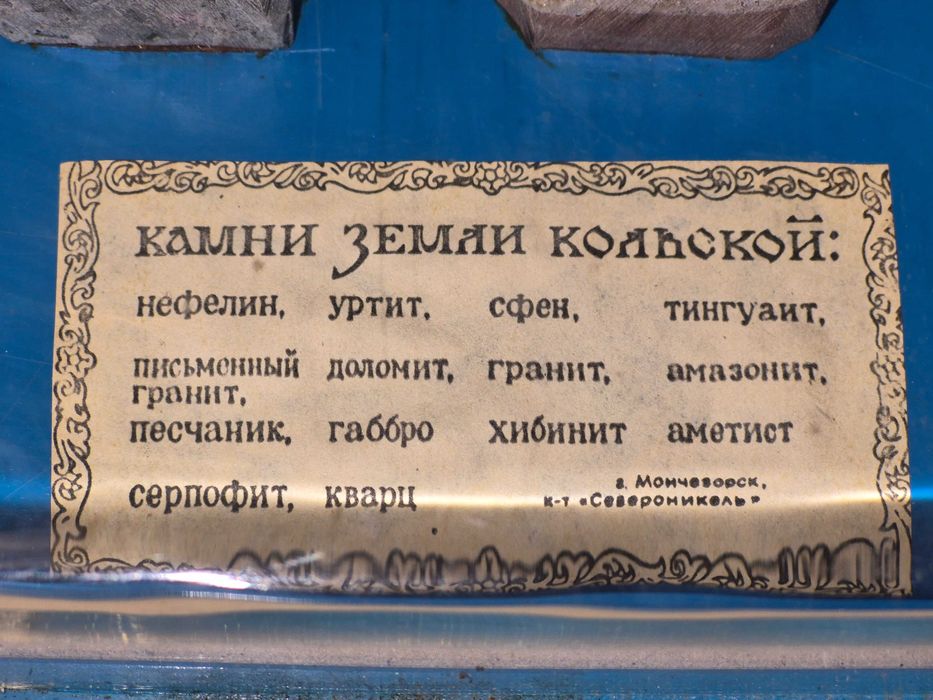 КАМНИ ЗЕМЛИ КОЛЬСКОЙ:
нефелин, уртит, сфен, тингуаит,
письменный доломит, гранит, амазонит,
гранит,
песчаник, габбро хибинит аметист
серпофит, кварц
г. Мончегорск,
к-т «Североникель»